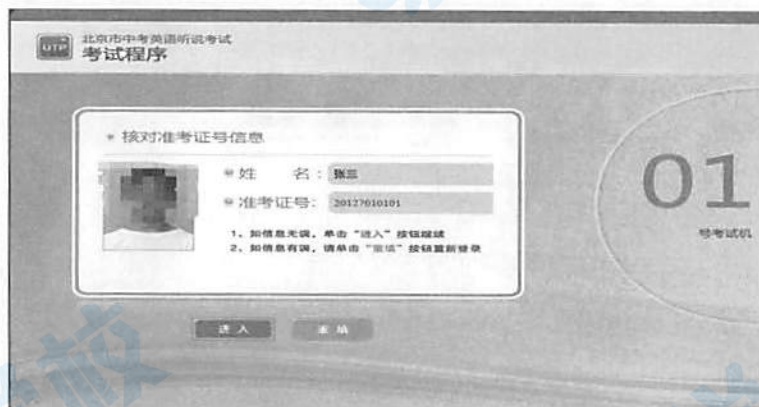 UTP
北京市中考英语听说考试
考试程序
核对准考证号信息
姓 名： 张三
准考证号： 20127010101
1、如信息无误，单击“进入”按钮继续
2、如信息有误，请单击“重填”按钮重新登录
进 入
重 填
01
号考试机
校